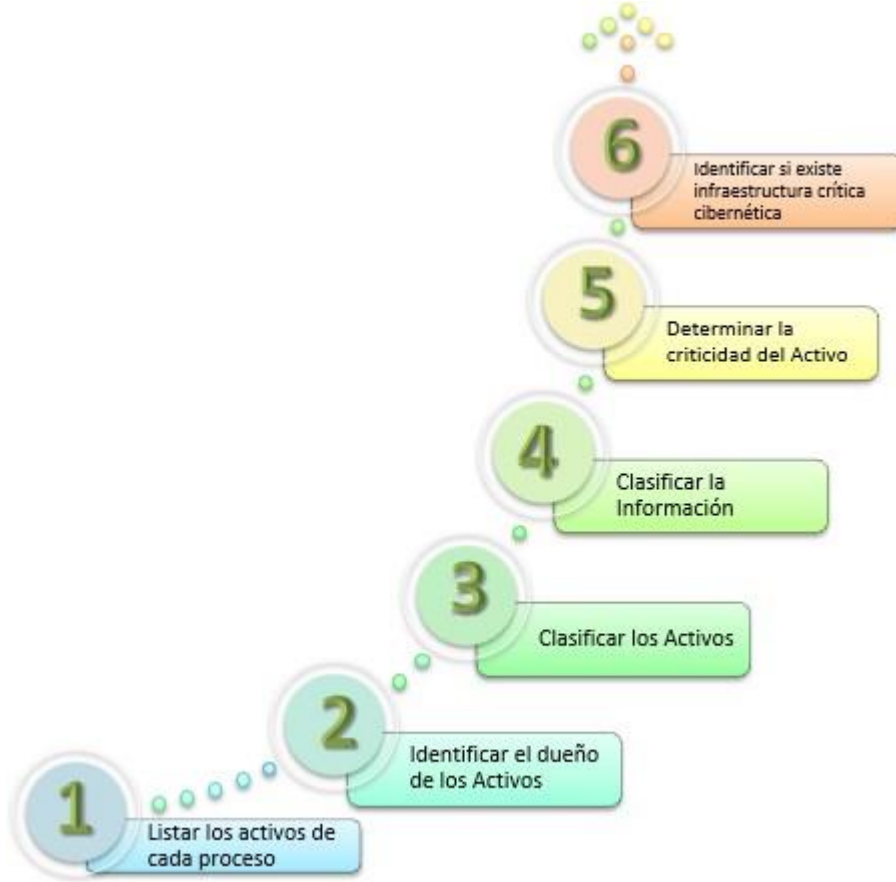 6
Identificar si existe
infraestructura crítica
cibernética
5
Determinar la
criticidad del Activo
4
Clasificar la
Información
3
Clasificar los Activos
2
Identificar el dueño
de los Activos
1
Listar los activos de
cada proceso